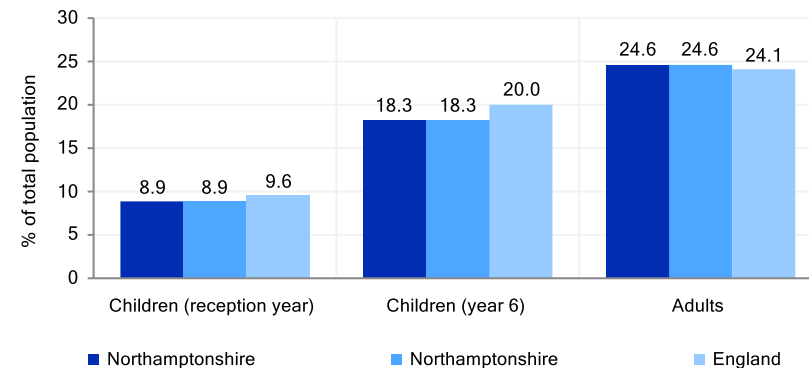 30
25
20
15
10
5
0
% of total population
8.9 8.9 9.6
18.3 18.3 20.0
24.6 24.6 24.1
Children (reception year) Children (year 6) Adults
Northamptonshire Northamptonshire England